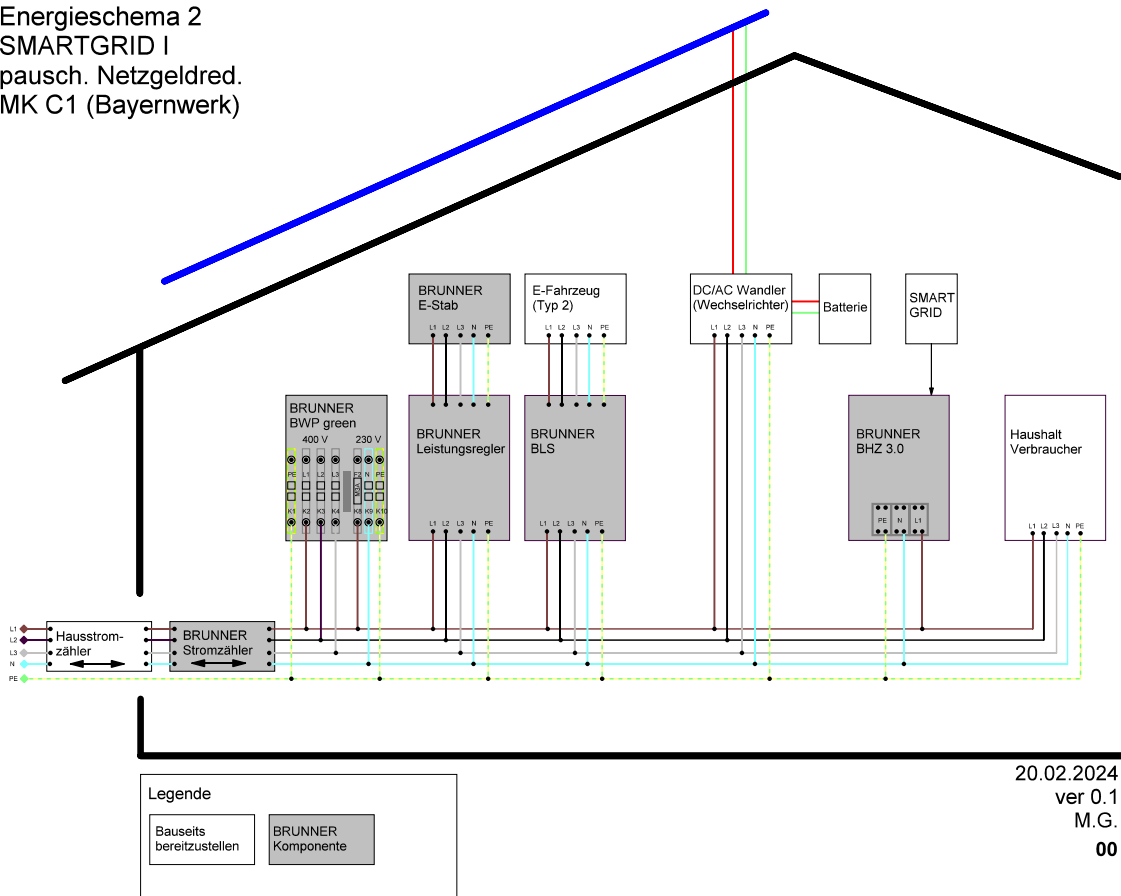 Energieschema 2
SMARTGRID I
pausch. Netzgeldred.
MK C1 (Bayernwerk)
BRUNNER
E-Stab
L1 L2 L3 N PE
E-Fahrzeug
(Typ 2)
L1 L2 L3 N PE
DC/AC Wandler
(Wechselrichter)
L1 L2 L3 N PE
Batterie
SMART
GRID
BRUNNER
BWP green
400 V 230 V
PE L1 L2 L3 F2 N PE
M3A
K1 K2 K3 K4 K8 K9 K10
BRUNNER
Leistungsregler
L1 L2 L3 N PE
BRUNNER
BLS
L1 L2 L3 N PE
BRUNNER
BHZ 3.0
PE N L1
Haushalt
Verbraucher
L1 L2 L3 N PE
L1
L2
L3
N
PE
Hausstrom-
zähler
BRUNNER
Stromzähler
Legende
Bauseits
bereitzustellen
BRUNNER
Komponente
20.02.2024
ver 0.1
M.G.
00